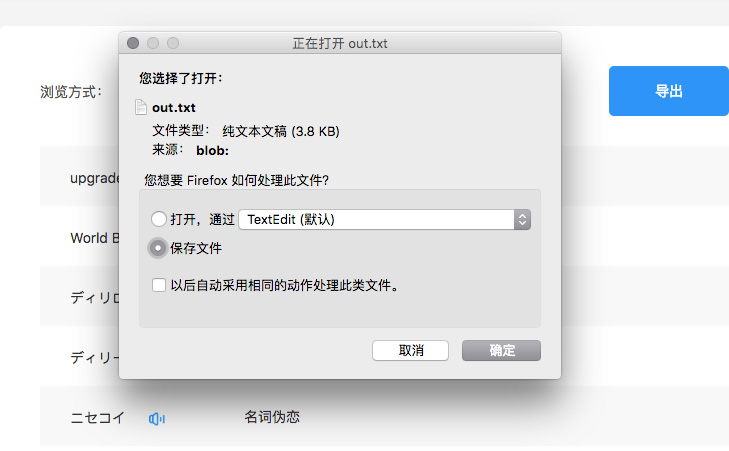 正在打开 out.txt
您选择了打开：
浏览方式：
导出
out.txt
文件类型： 纯文本文稿 (3.8 KB)
来源： blob:
upgrade
您想要 Firefox 如何处理此文件?
打开，通过 TextEdit (默认)
World B
保存文件
以后自动采用相同的动作处理此类文件。
ディリ
ディリー
取消
确定
ニセコイ 名词伪恋